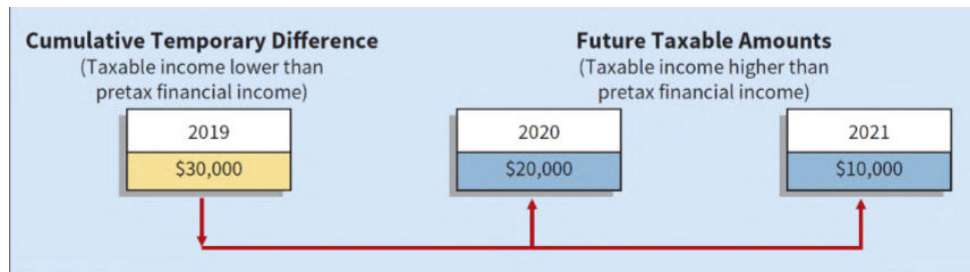 Cumulative Temporary Difference
(Taxable income lower than
pretax financial income)
2019
$30,000
Future Taxable Amounts
(Taxable income higher than
pretax financial income)
2020
$20,000
2021
$10,000